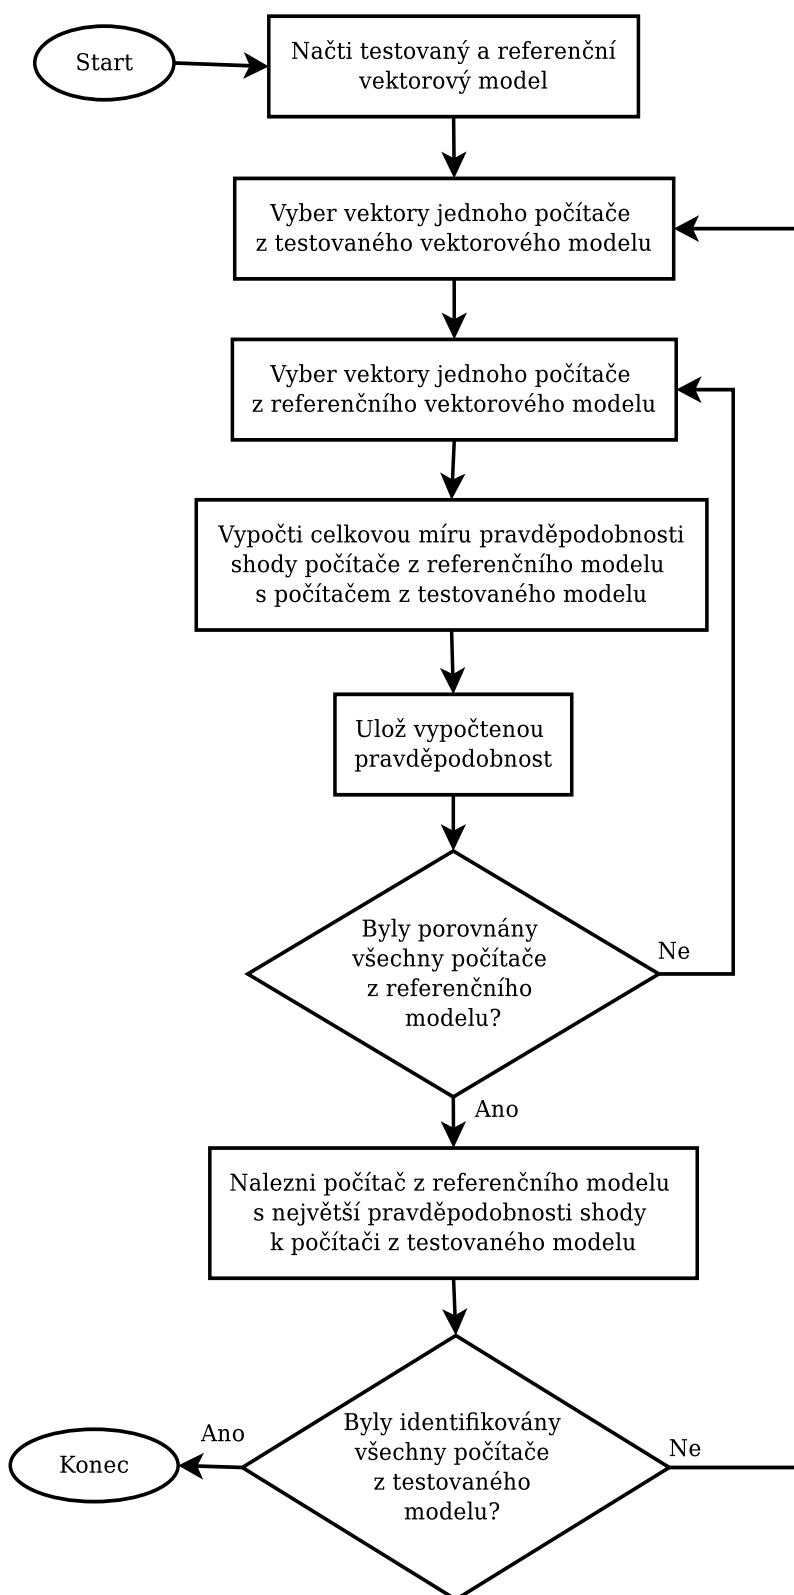 Start
Načti testovaný a referenční
vektorový model
Vyber vektory jednoho počítače
z testovaného vektorového modelu
Vyber vektory jednoho počítače
z referenčního vektorového modelu
Vypočti celkovou míru pravděpodobnosti
shody počítače z referenčního modelu
s počítačem z testovaného modelu
Ulož vypočtenou
pravděpodobnost
Byly porovnány
všechny počítače
z referenčního
modelu?
Ne
Ano
Nalezni počítač z referenčního modelu
s největší pravděpodobnosti shody
k počítači z testovaného modelu
Byly identifikovány
všechny počítače
z testovaného
modelu?
Ano
Ne
Konec